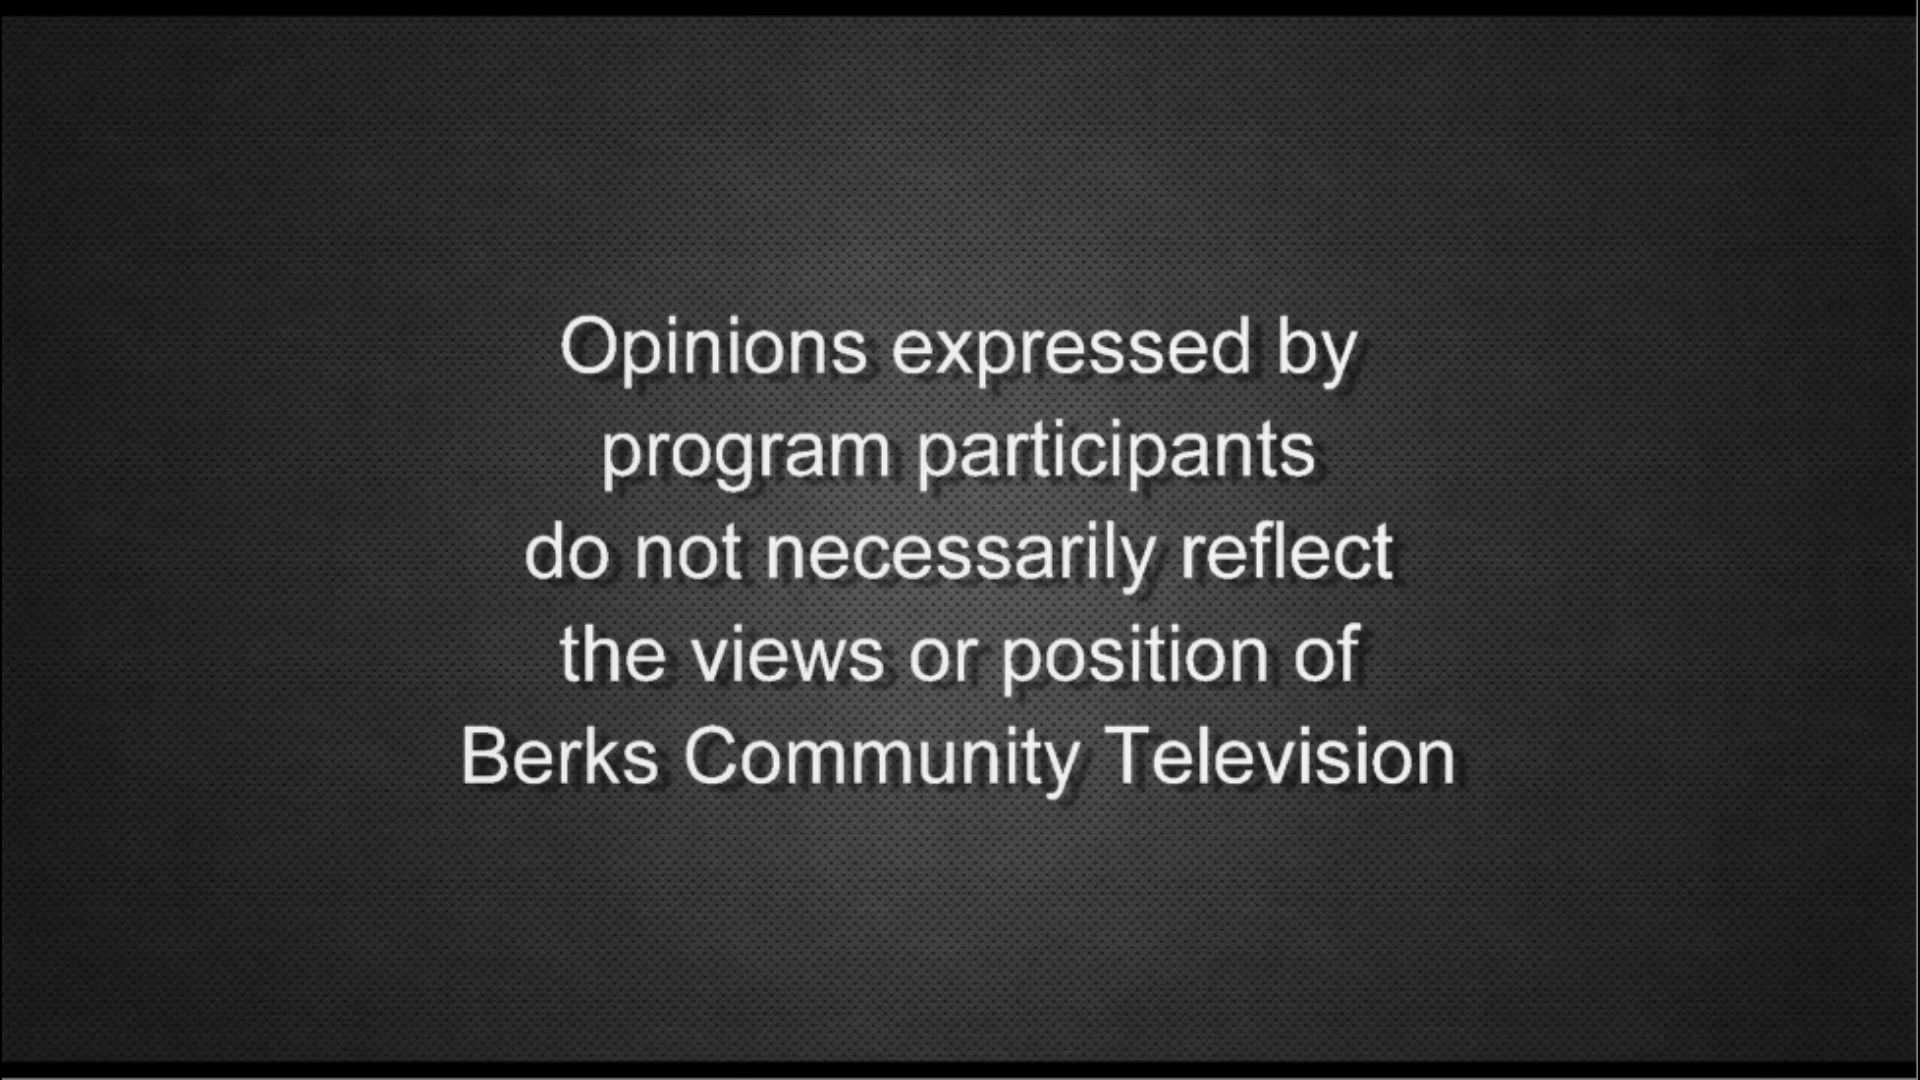 Opinions expressed by
program participants
do not necessarily reflect
the views or position of
Berks Community Television